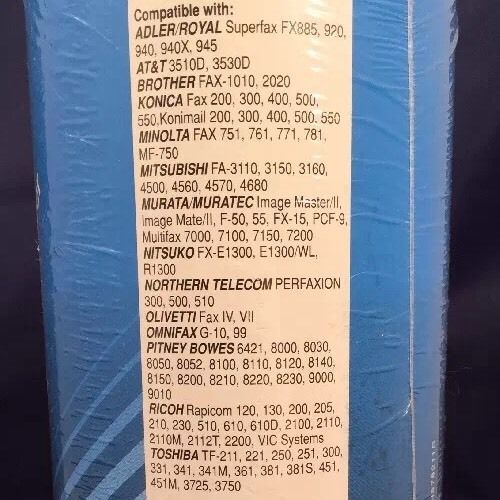 Compatible with:
ADLER/ROYAL Superfax FX885, 920,
940, 940X, 945
AT&T 3510D, 3530D
BROTHER FAX-1010, 2020
KONICA Fax 200, 300, 400, 500,
550,Konimail 200, 300, 400, 500. 550
MINOLTA FAX 751, 761, 771, 781,
MF-750
MITSUBISHI FA-3110, 3150, 3160,
4500, 4560, 4570, 4680
MURATA/MURATEC Image Master/II,
Image Mate/II, F-50, 55, FX-15, PCF-9,
Multifax 7000, 7100, 7150, 7200
NITSUKO FX-E1300, E1300/WL,
R1300
NORTHERN TELECOM PERFAXION
300, 500, 510
OLIVETTI Fax IV, VII
OMNIFAX G-10, 99
PITNEY BOWES 6421, 8000, 8030,
8050, 8052, 8100, 8110, 8120, 8140,
8150, 8200, 8210, 8220, 8230, 9000,
9010
RICOH Rapicom 120, 130, 200, 205,
210, 230, 510, 610, 610D, 2100, 2110,
2110M, 2112T, 2200, VIC Systems
TOSHIBA TF-211, 221, 250, 251, 300,
331, 341, 341M, 361, 381, 381S, 451,
451M, 3725, 3750